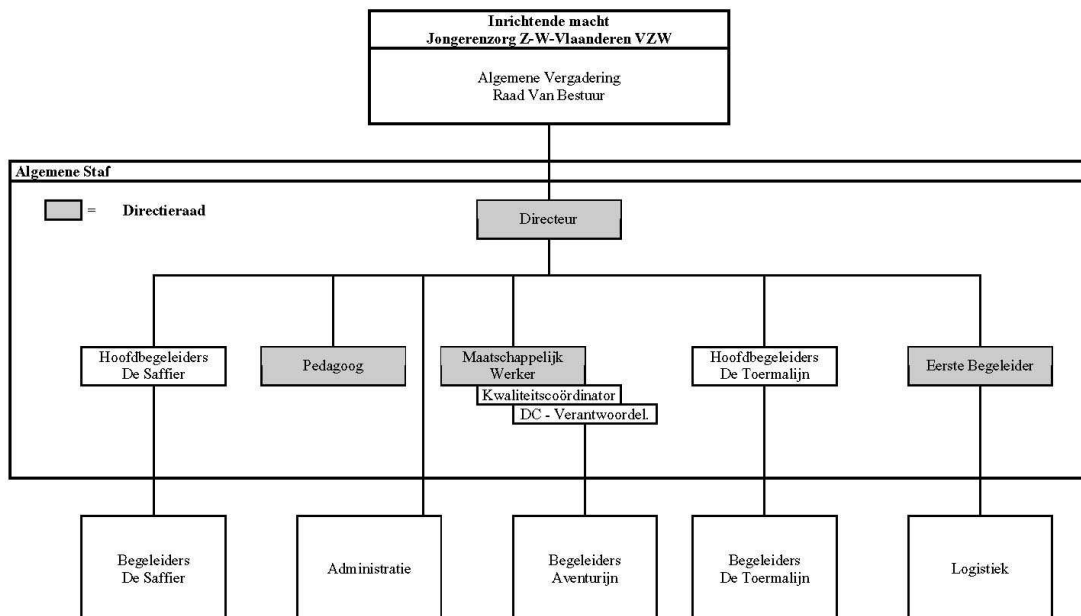 Inrichtende macht
Jongerenzorg Z-W-Vlaanderen VZW
Algemene Vergadering
Raad Van Bestuur
Algemene Staf
= Directieraad
Directeur
Hoofdbegeleiders
De Saffier
Pedagoog
Maatschappelijk
Werker
Kwaliteitscoördinator
DC - Verantwoordel.
Hoofdbegeleiders
De Toermalijn
Eerste Begeleider
Begeleiders
De Saffier
Administratie
Begeleiders
Aventurijn
Begeleiders
De Toermalijn
Logistiek